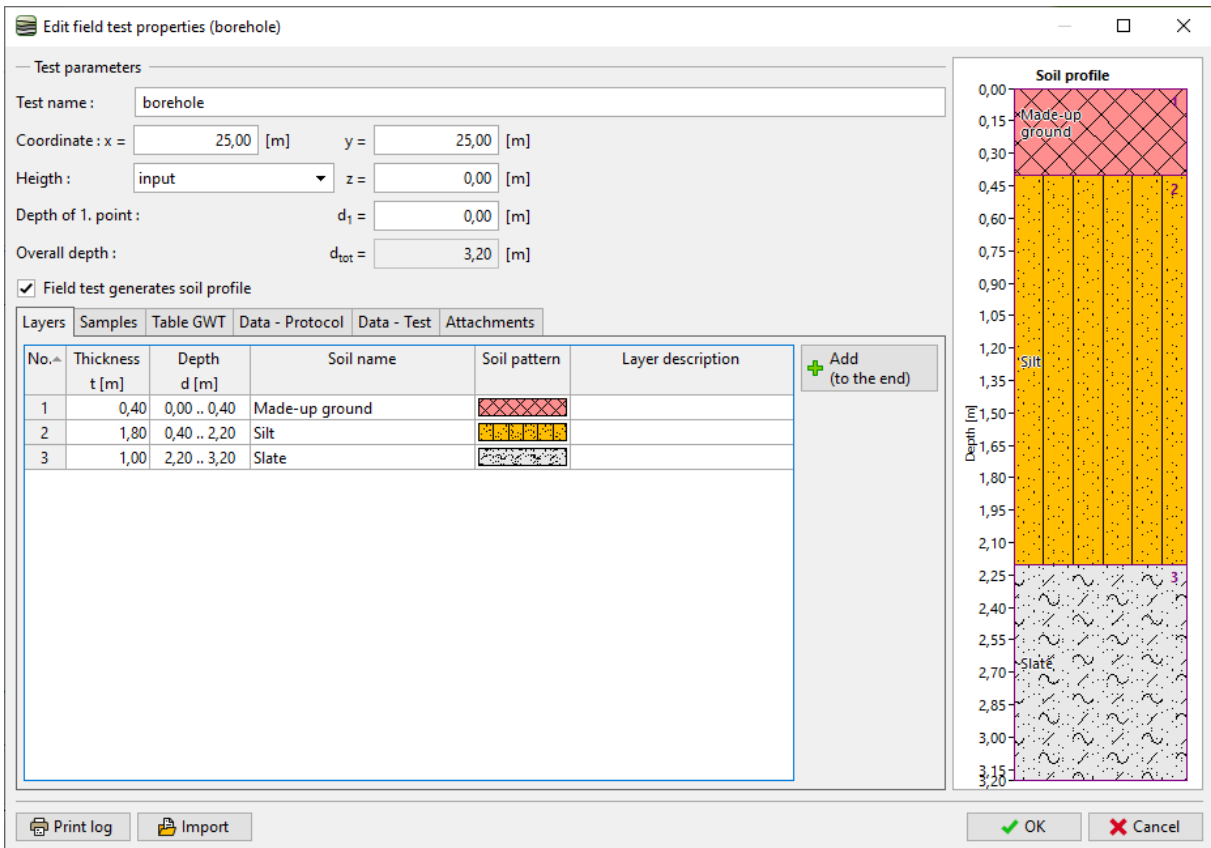 Edit field test properties (borehole)
Test parameters
Test name : borehole
Coordinate : x = 25,00 [m] y = 25,00 [m]
Heigth : input z = 0,00 [m]
Depth of 1. point : d1 = 0,00 [m]
Overall depth : dtot = 3,20 [m]
Field test generates soil profile
Layers Samples Table GWT Data - Protocol Data - Test Attachments
No. Thickness Depth Soil name Soil pattern Layer description
t [m] d [m]
1 0,40 0,00 .. 0,40 Made-up ground
2 1,80 0,40 .. 2,20 Silt
3 1,00 2,20 .. 3,20 Slate
Add
(to the end)
Soil profile
0,00
1
0,15
Made-up
ground
0,30
0,45
2
0,60
0,75
0,90
1,05
1,20
Silt
1,35
1,50
Depth [m]
1,65
1,80
1,95
2,10
2,25
3
2,40
2,55
Slate
2,70
2,85
3,00
3,15
3,20
Print log Import OK Cancel